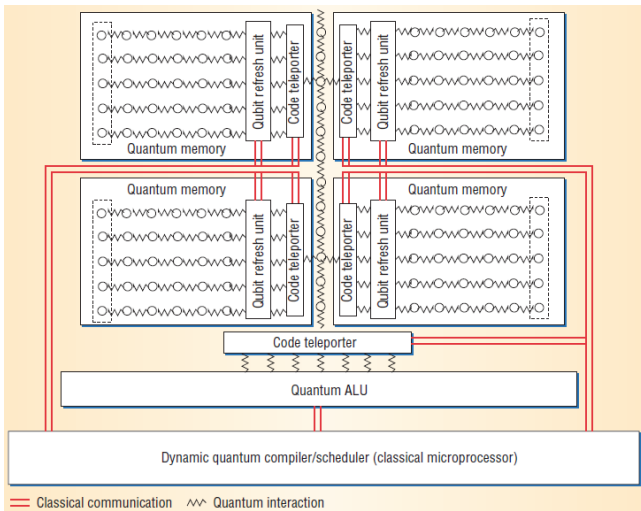 Qubit refresh unit
Code teleporter
Quantum memory
Code teleporter
Qubit refresh unit
Quantum memory
Quantum memory
Qubit refresh unit
Code teleporter
Quantum memory
Code teleporter
Qubit refresh unit
Code teleporter
Quantum ALU
Dynamic quantum compiler/scheduler (classical microprocessor)
Classical communication
Quantum interaction